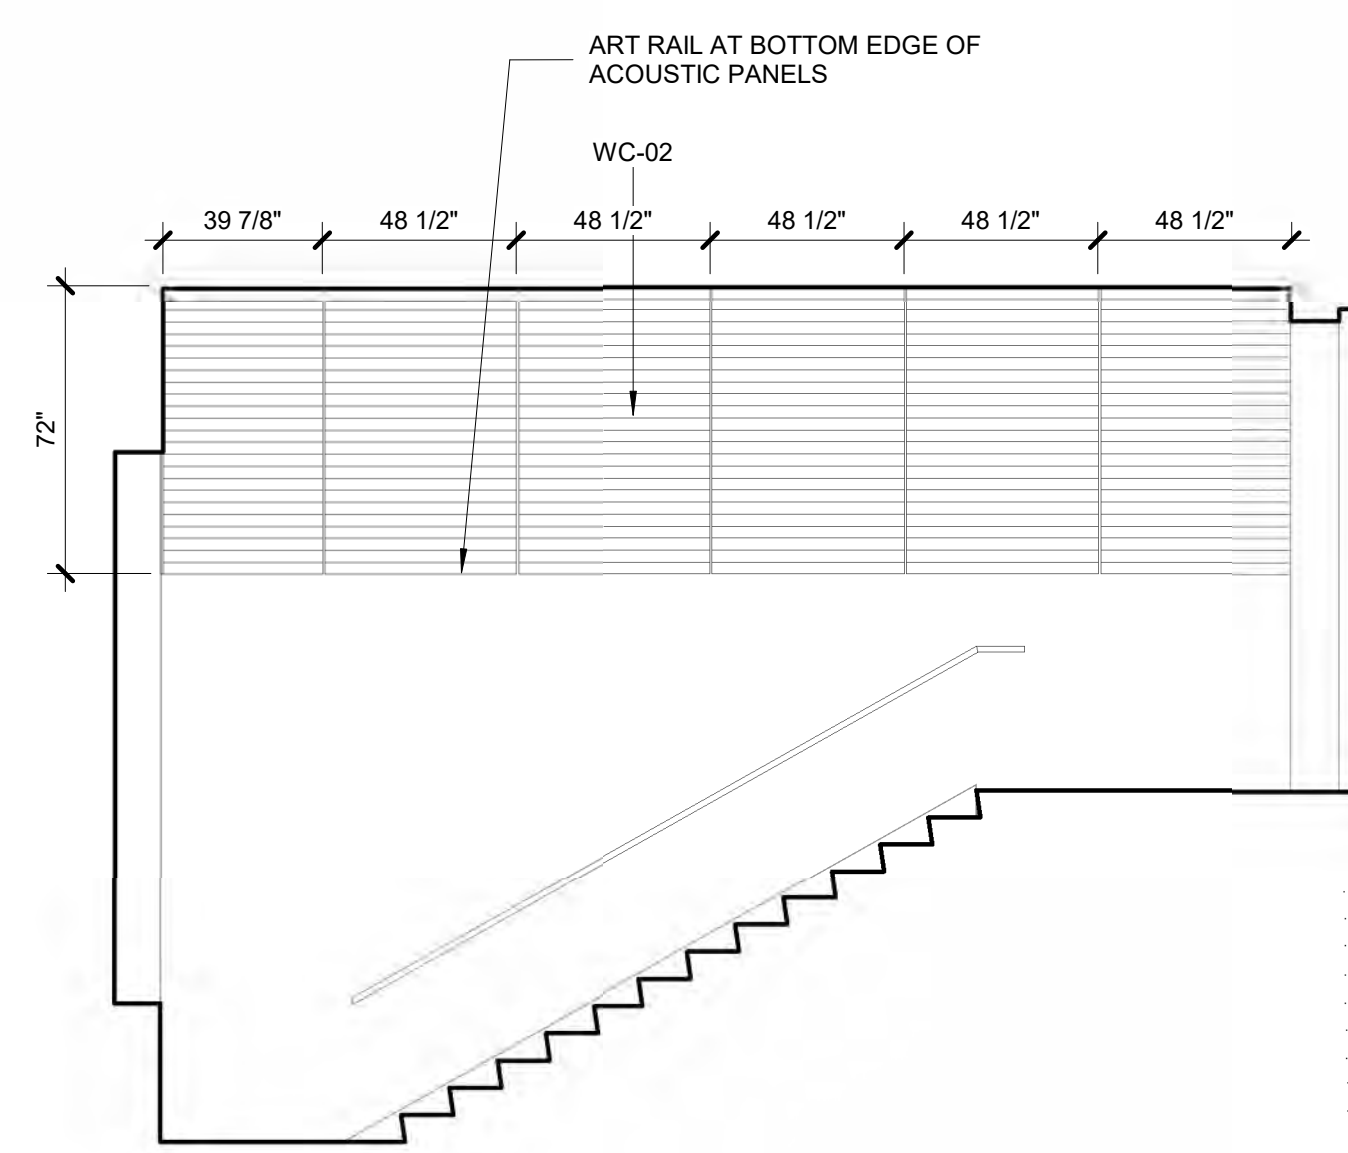 ART RAIL AT BOTTOM EDGE OF
ACOUSTIC PANELS
WC-02
39 7/8" 48 1/2" 48 1/2" 48 1/2" 48 1/2" 48 1/2"
72"